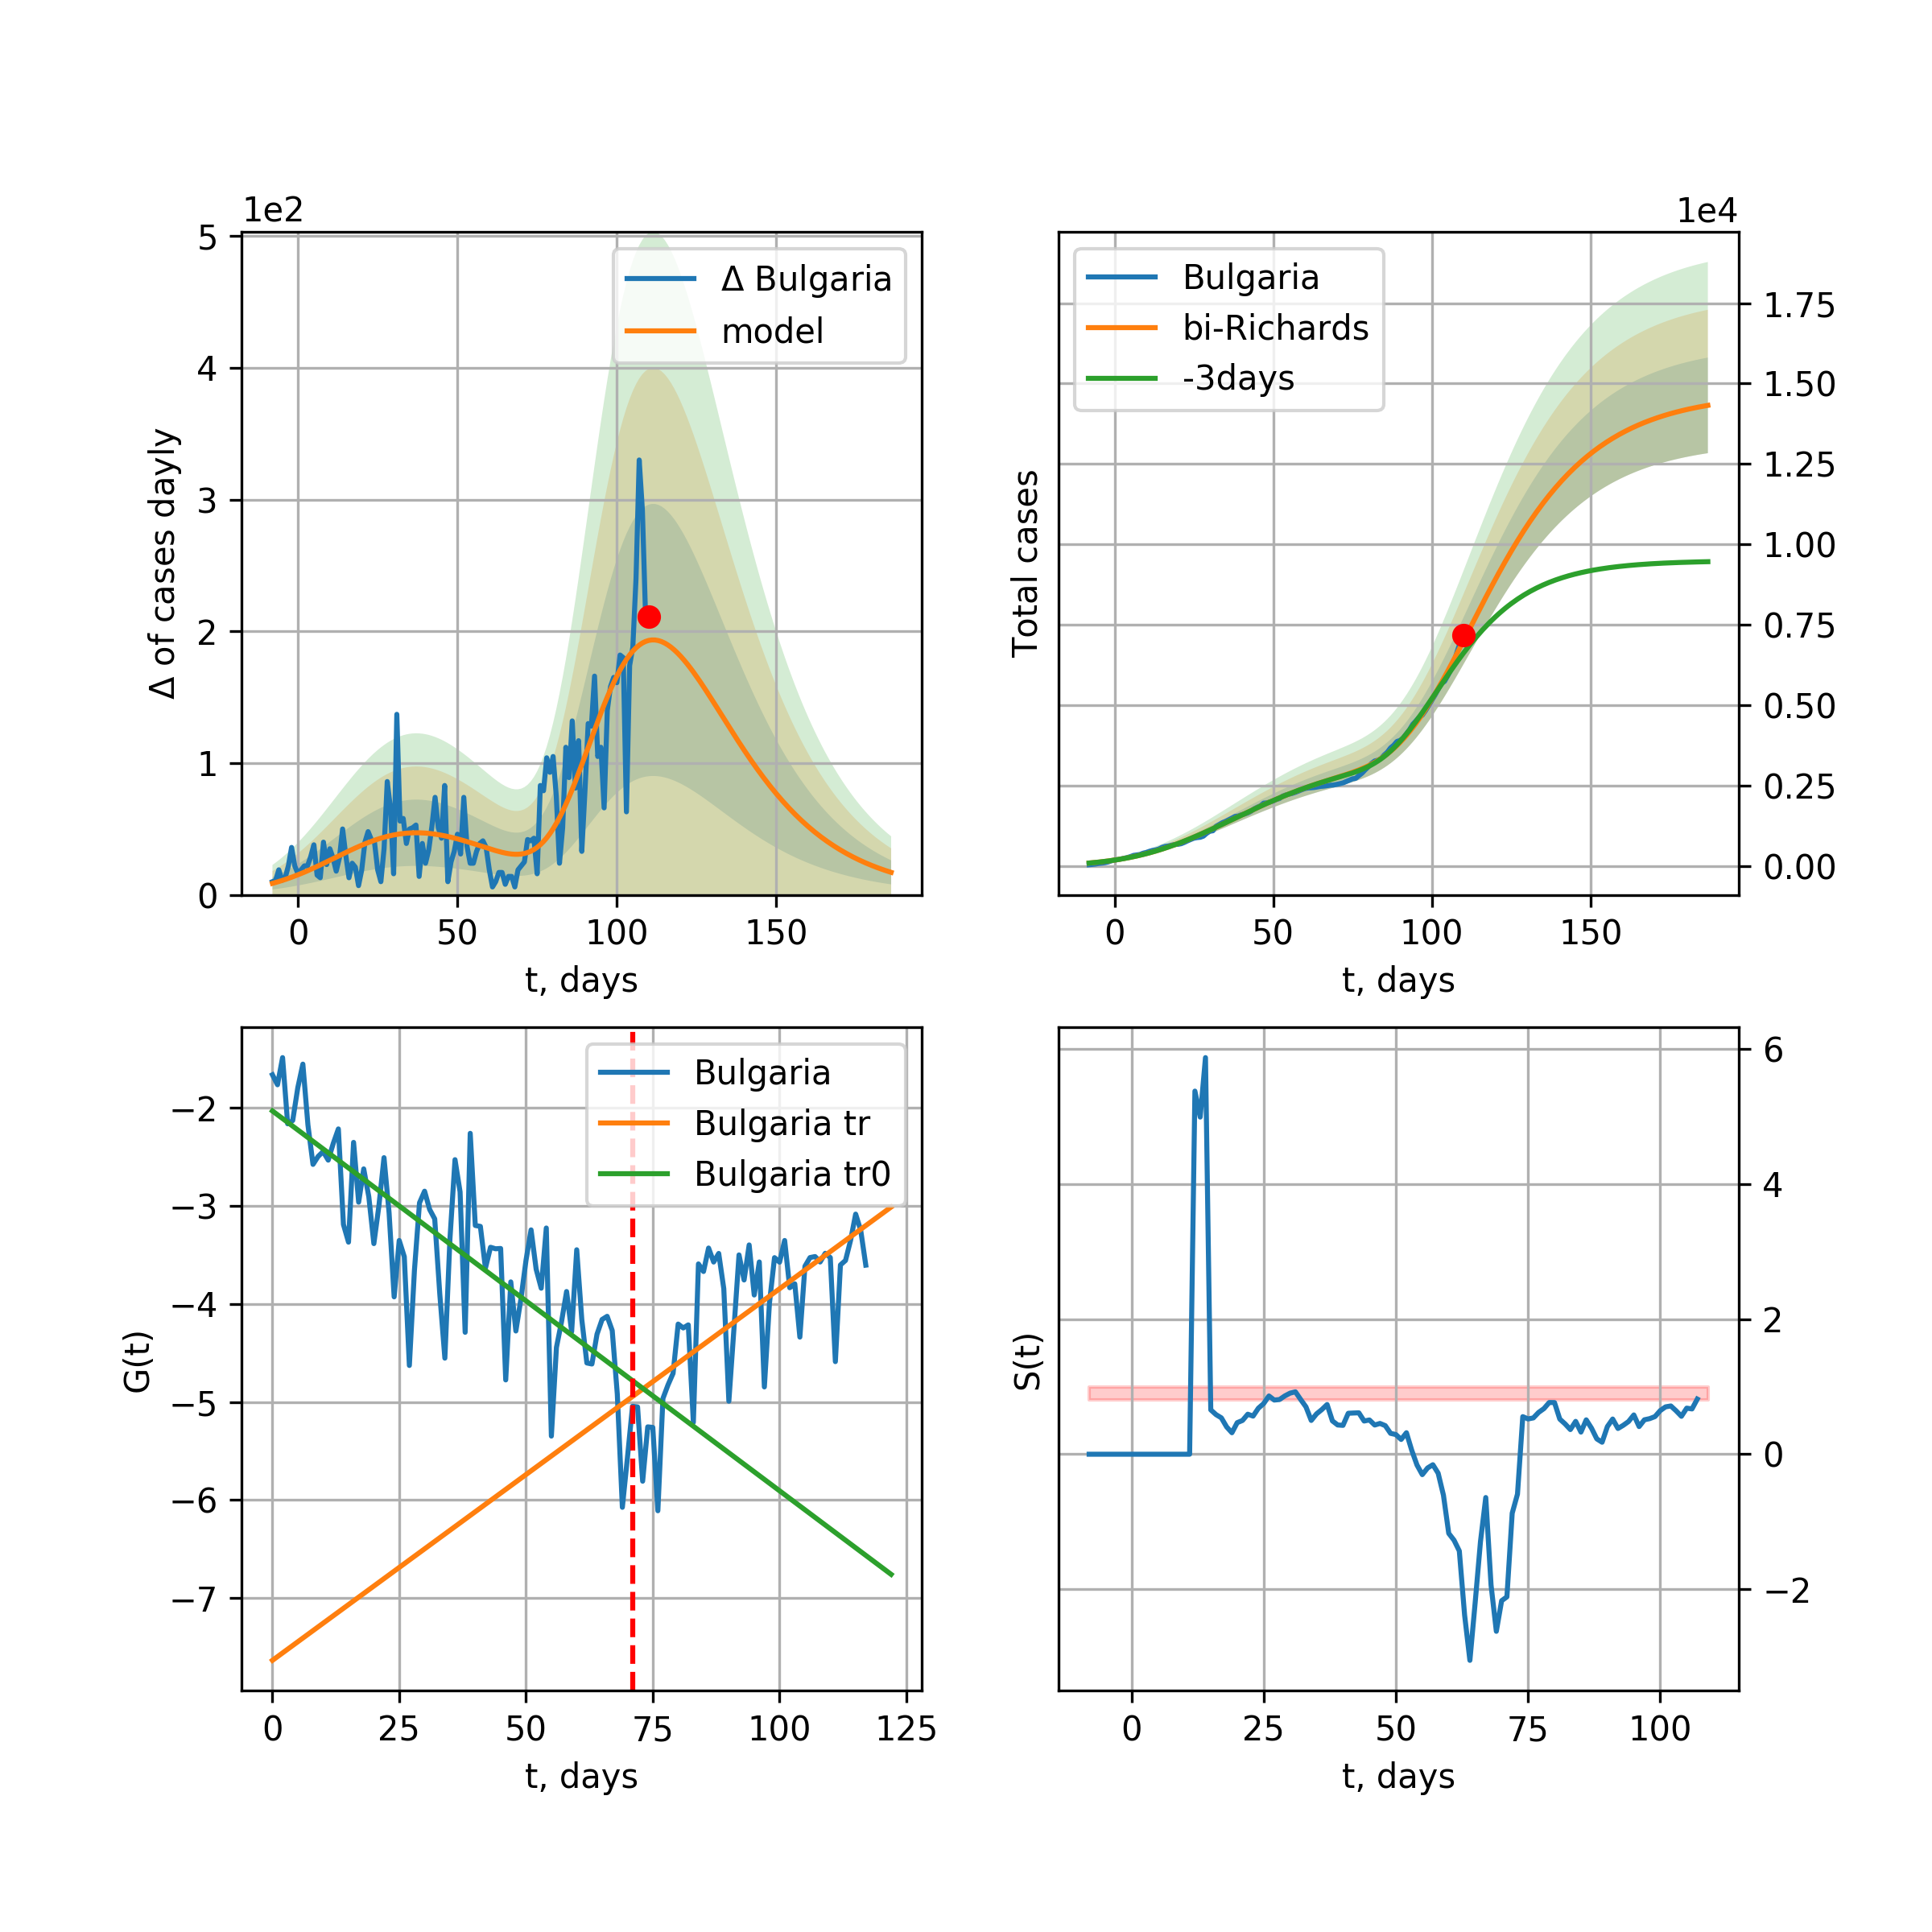 1e2
5
4
3
2
1
0
Δ of cases dayly
Δ Bulgaria
model
0 50 100 150
t, days
1e4
Bulgaria
bi-Richards
-3days
Total cases
1.75
1.50
1.25
1.00
0.75
0.50
0.25
0.00
0 50 100 150
t, days
−2
−3
−4
−5
−6
−7
G(t)
Bulgaria
Bulgaria tr
Bulgaria tr0
0 25 50 75 100 125
t, days
S(t)
6
4
2
0
−2
0 25 50 75 100
t, days